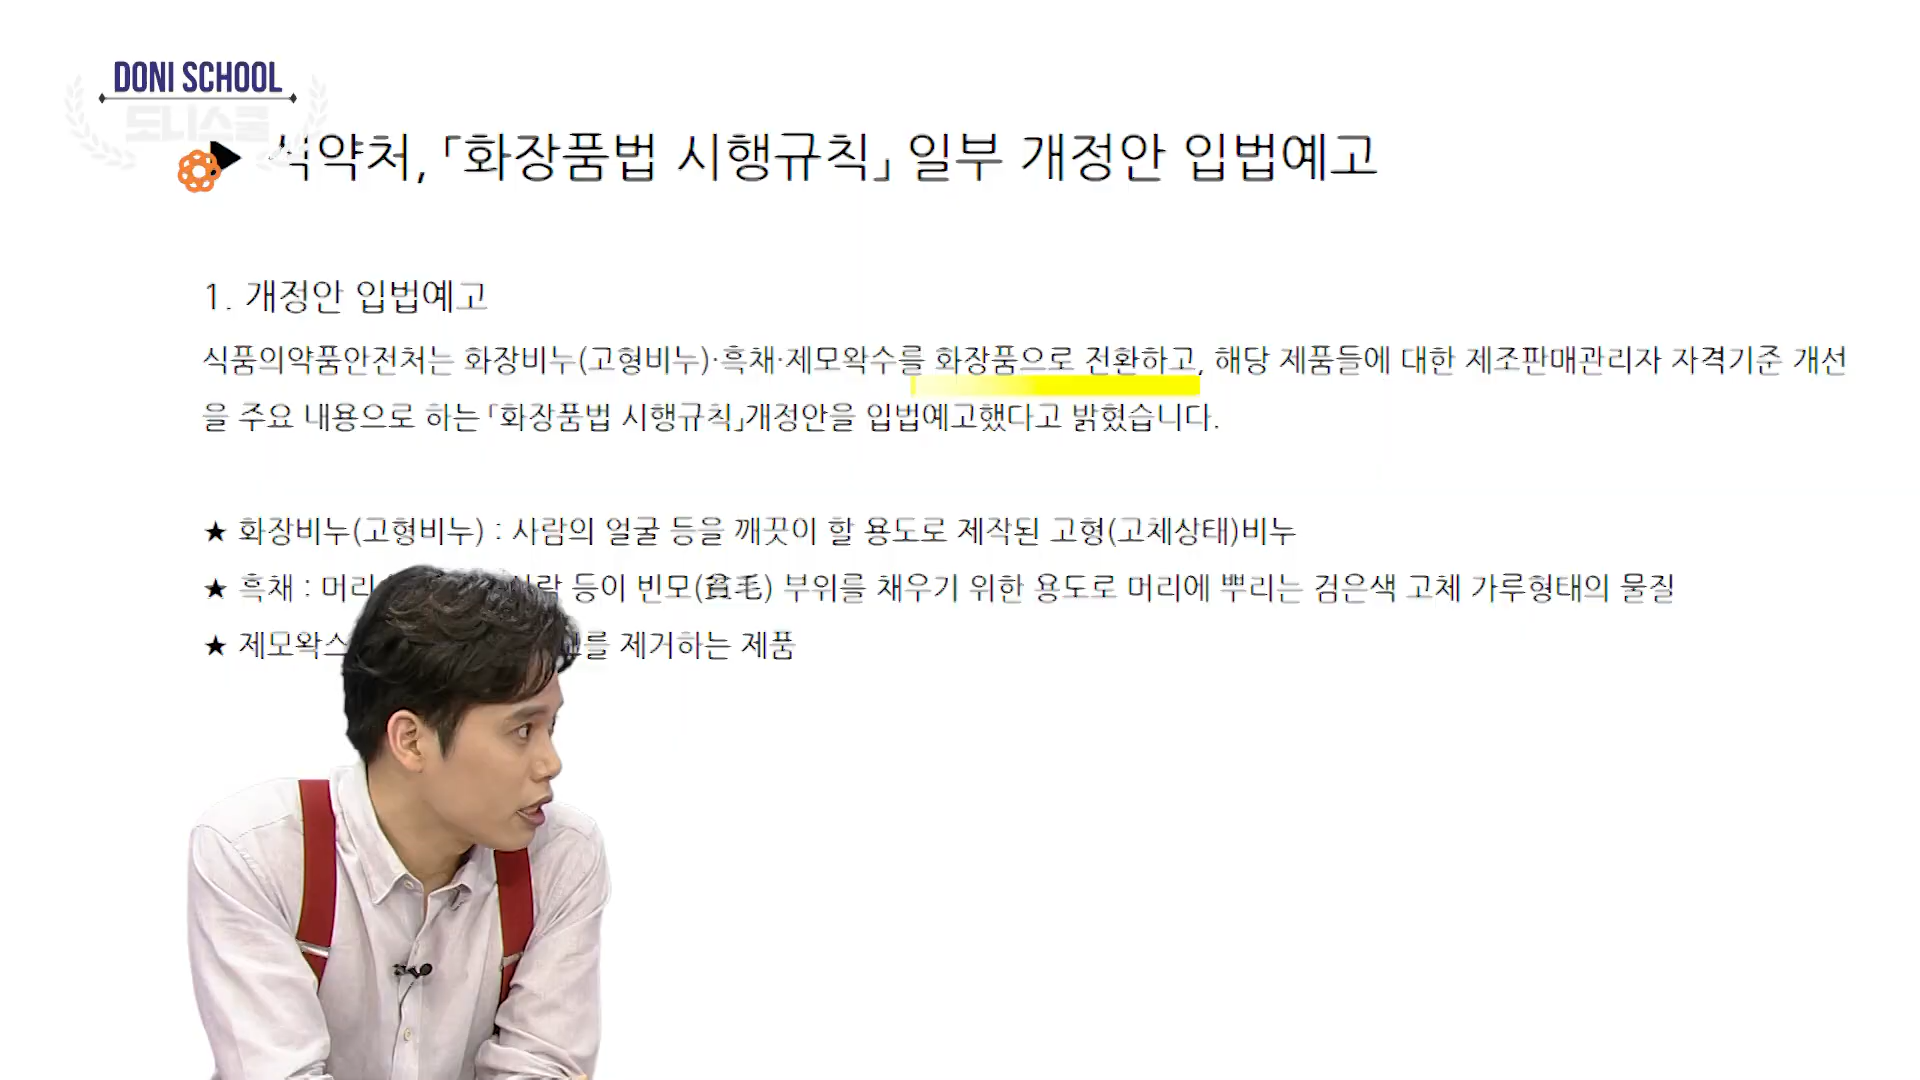 DONI SCHOOL
도니스쿨
▶ 식약처, 「화장품법 시행규칙」 일부 개정안 입법예고
1. 개정안 입법예고
식품의약품안전처는 화장비누(고형비누)·흑채·제모왁수를 화장품으로 전환하고, 해당 제품들에 대한 제조판매관리자 자격기준 개선
을 주요 내용으로 하는 「화장품법 시행규칙」개정안을 입법예고했다고 밝혔습니다.
★ 화장비누(고형비누) : 사람의 얼굴 등을 깨끗이 할 용도로 제작된 고형(고체상태)비누
★ 흑채 : 머리 등이 빈모(貧毛) 부위를 채우기 위한 용도로 머리에 뿌리는 검은색 고체 가루형태의 물질
★ 제모왁스 제거하는 제품